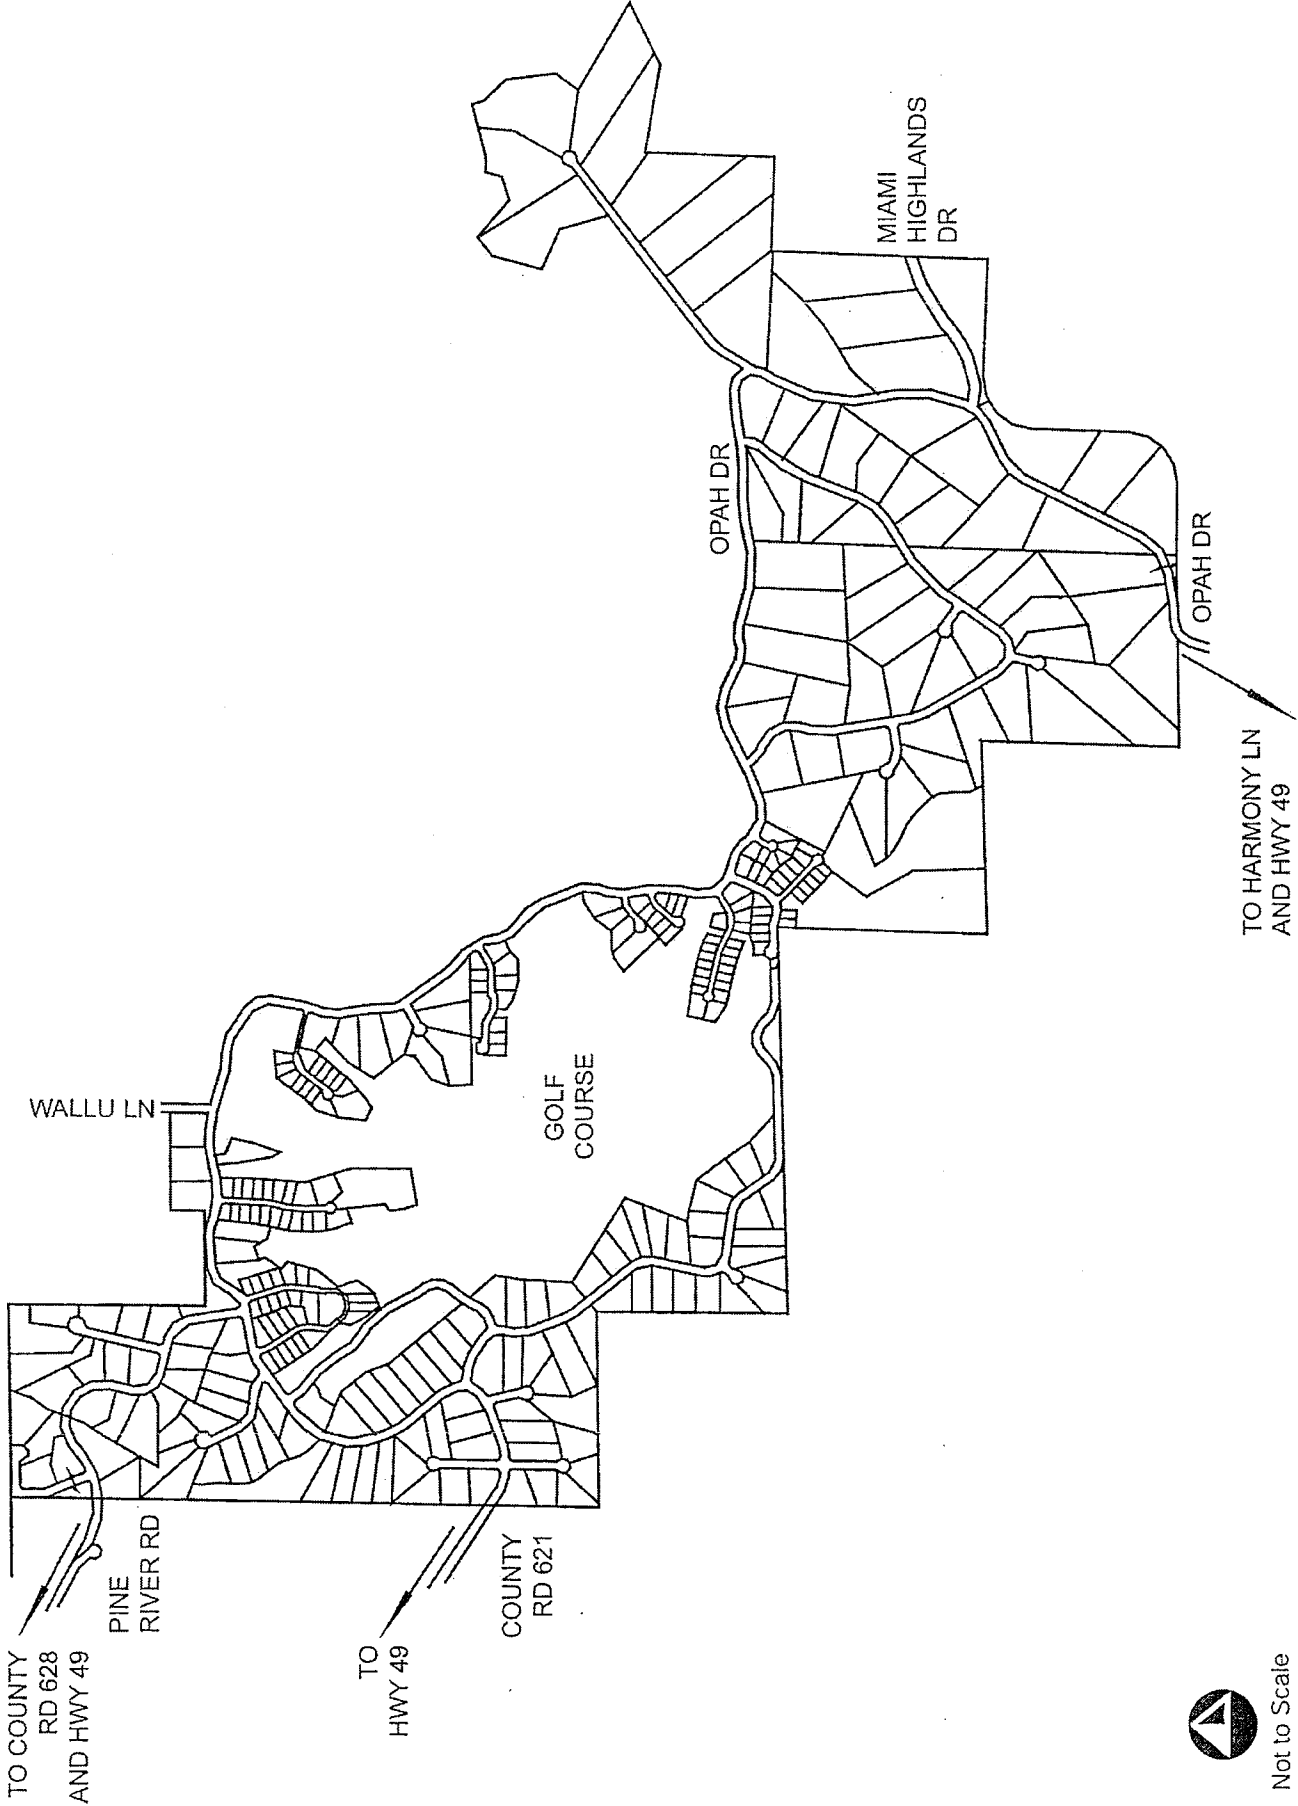 TO COUNTY
RD 628
AND HWY 49
PINE
RIVER RD
TO
HWY 49
COUNTY
RD 621
WALLU LN
GOLF
COURSE
OPAH DR
MIAMI
HIGHLANDS
DR
OPAH DR
TO HARMONY LN
AND HWY 49
Not to Scale